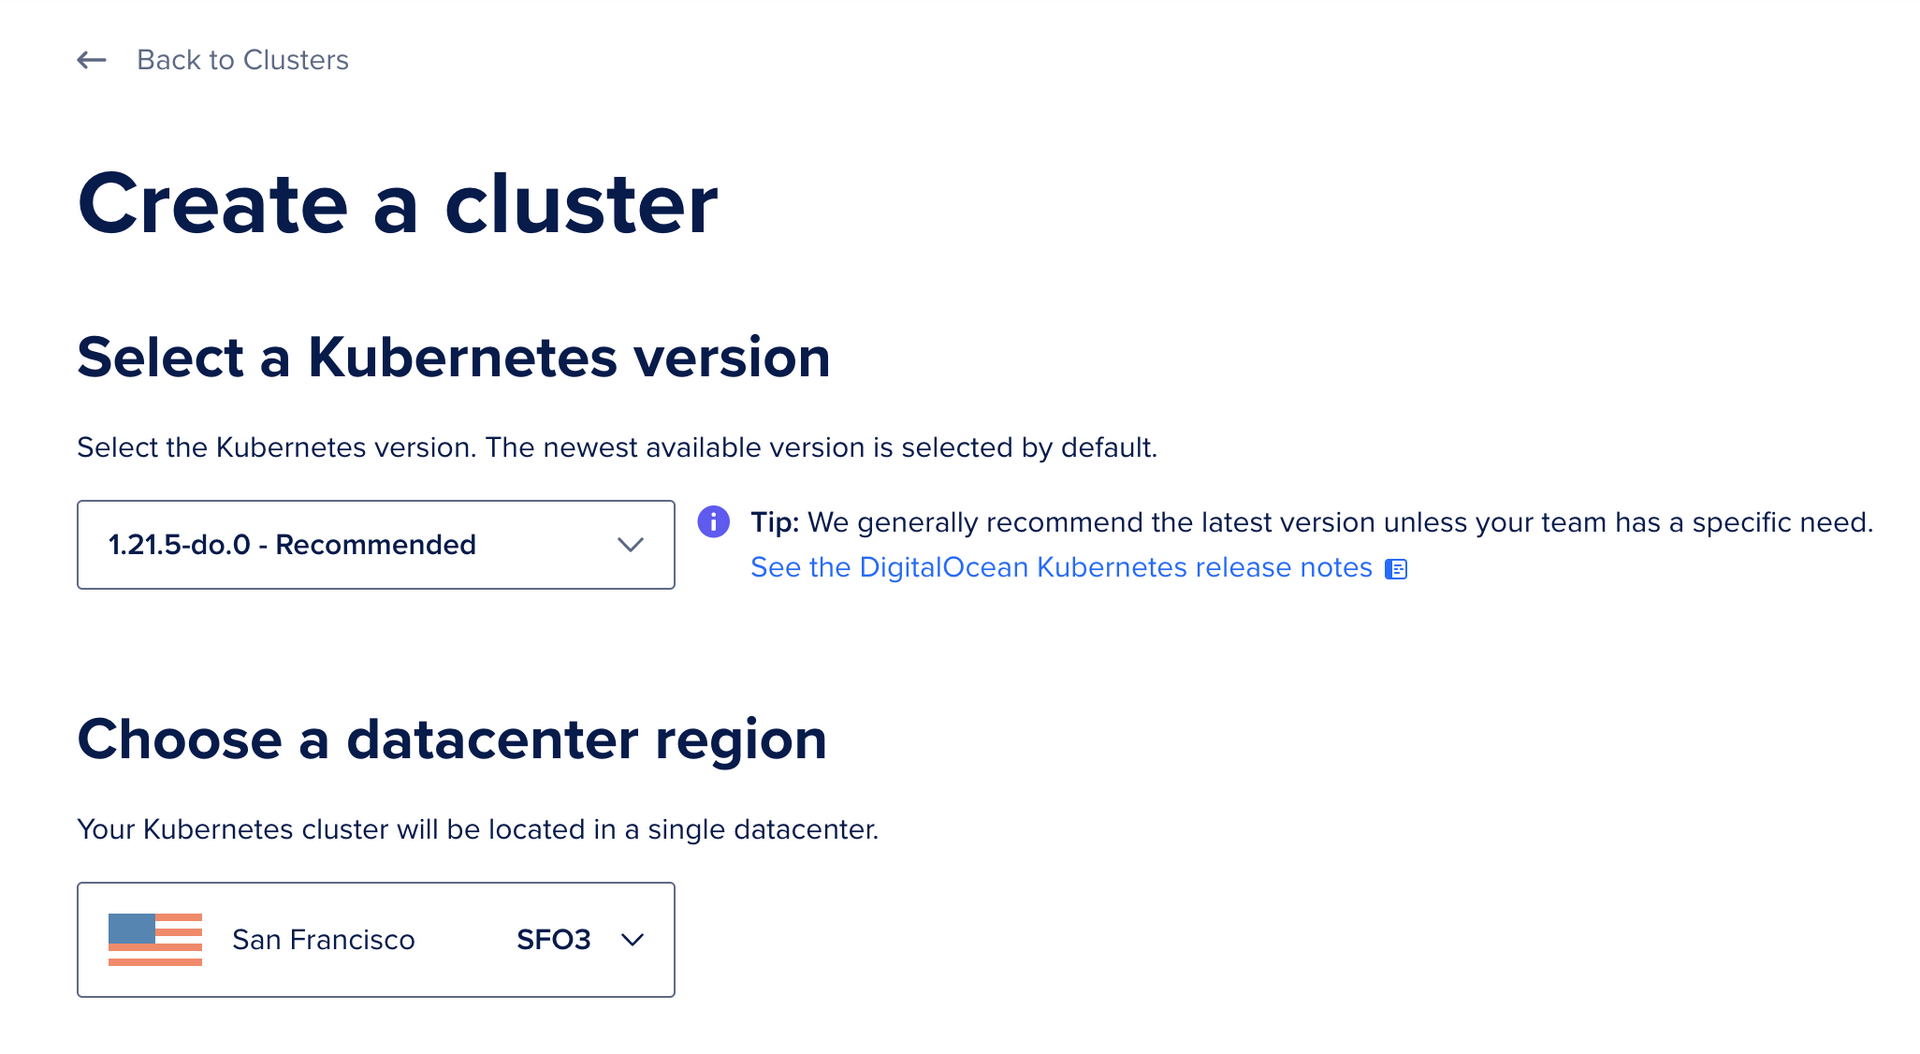 Back to Clusters
Create a cluster
Select a Kubernetes version
Select the Kubernetes version. The newest available version is selected by default.
1.21.5-do.0 - Recommended
Tip: We generally recommend the latest version unless your team has a specific need.
See the DigitalOcean Kubernetes release notes
Choose a datacenter region
Your Kubernetes cluster will be located in a single datacenter.
San Francisco SFO3